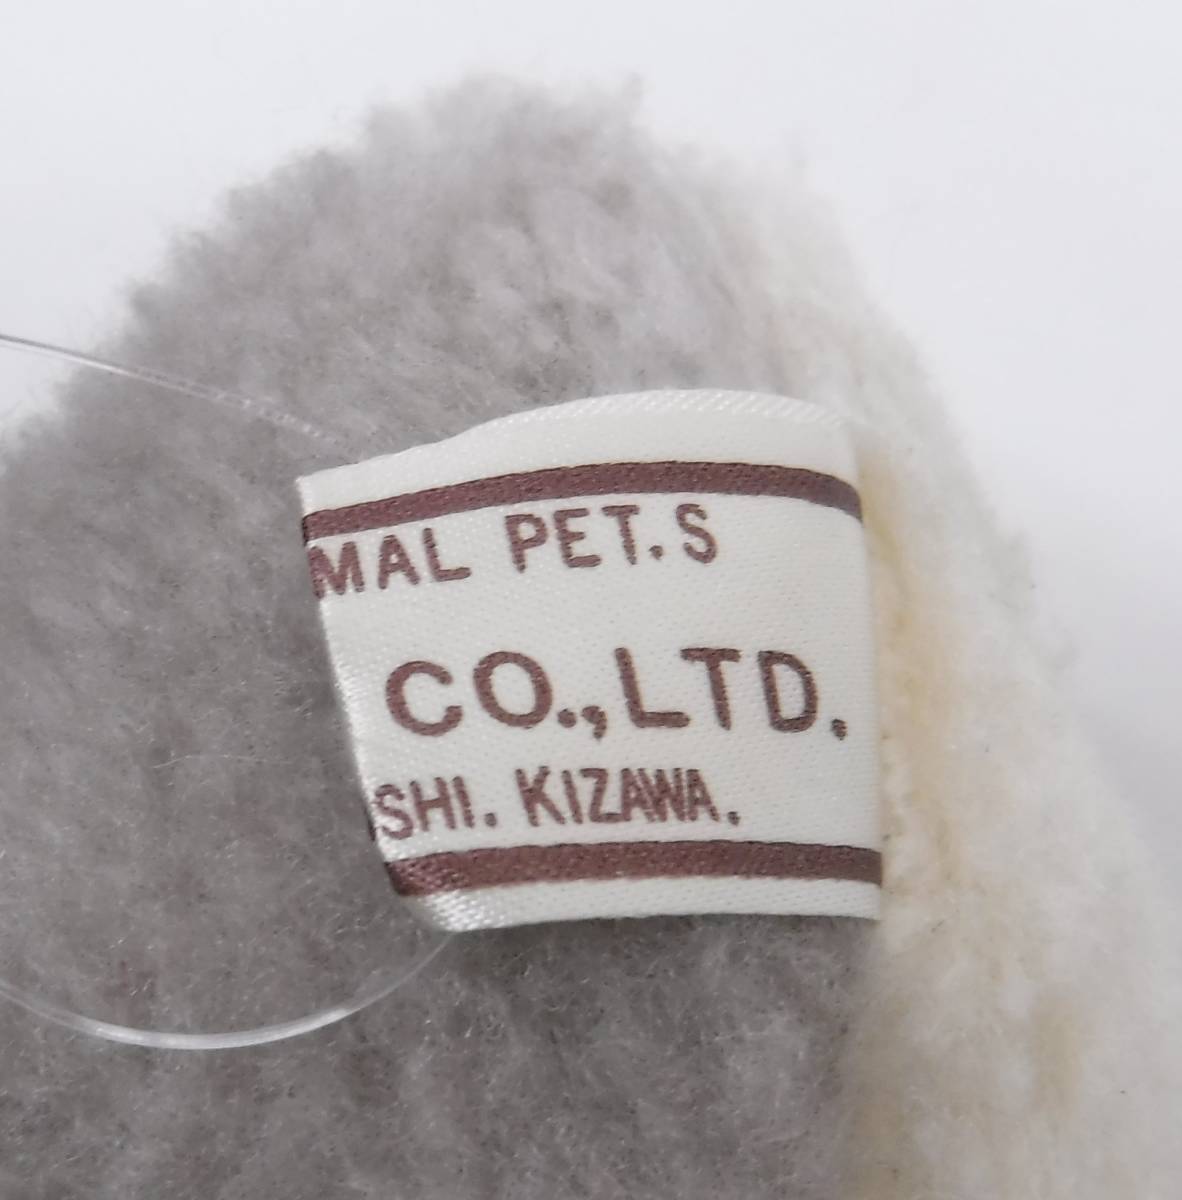 MAL PET.S
CO.,LTD.
SHI. KIZAWA.